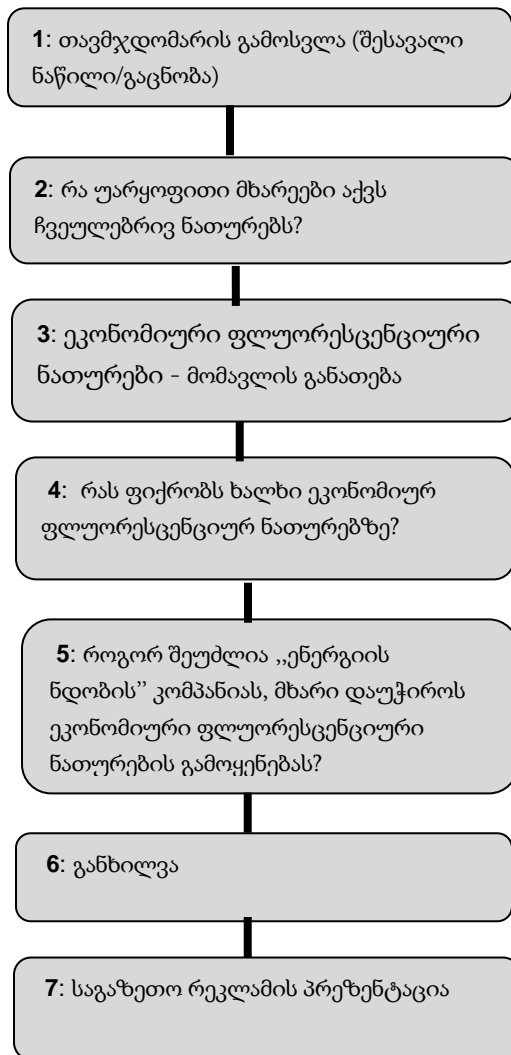 1: თავმჯდომარის გამოსვლა (შესავალი
ნაწილი/გაცნობა)
2: რა უარყოფითი მხარეები აქვს
ჩვეულებრივ ნათურებს?
3: ეკონომიური ფლუორესცენციური
ნათურები - მომავლის განათება
4: რას ფიქრობს ხალხი ეკონომიურ
ფლუორესცენციურ ნათურებზე?
5: როგორ შეუძლია ,,ენერგიის
ნდობის” კომპანიას, მხარი დაუჭიროს
ეკონომიური ფლუორესცენციური
ნათურების გამოყენებას?
6: განხილვა
7: საგაზეთო რეკლამის პრეზენტაცია